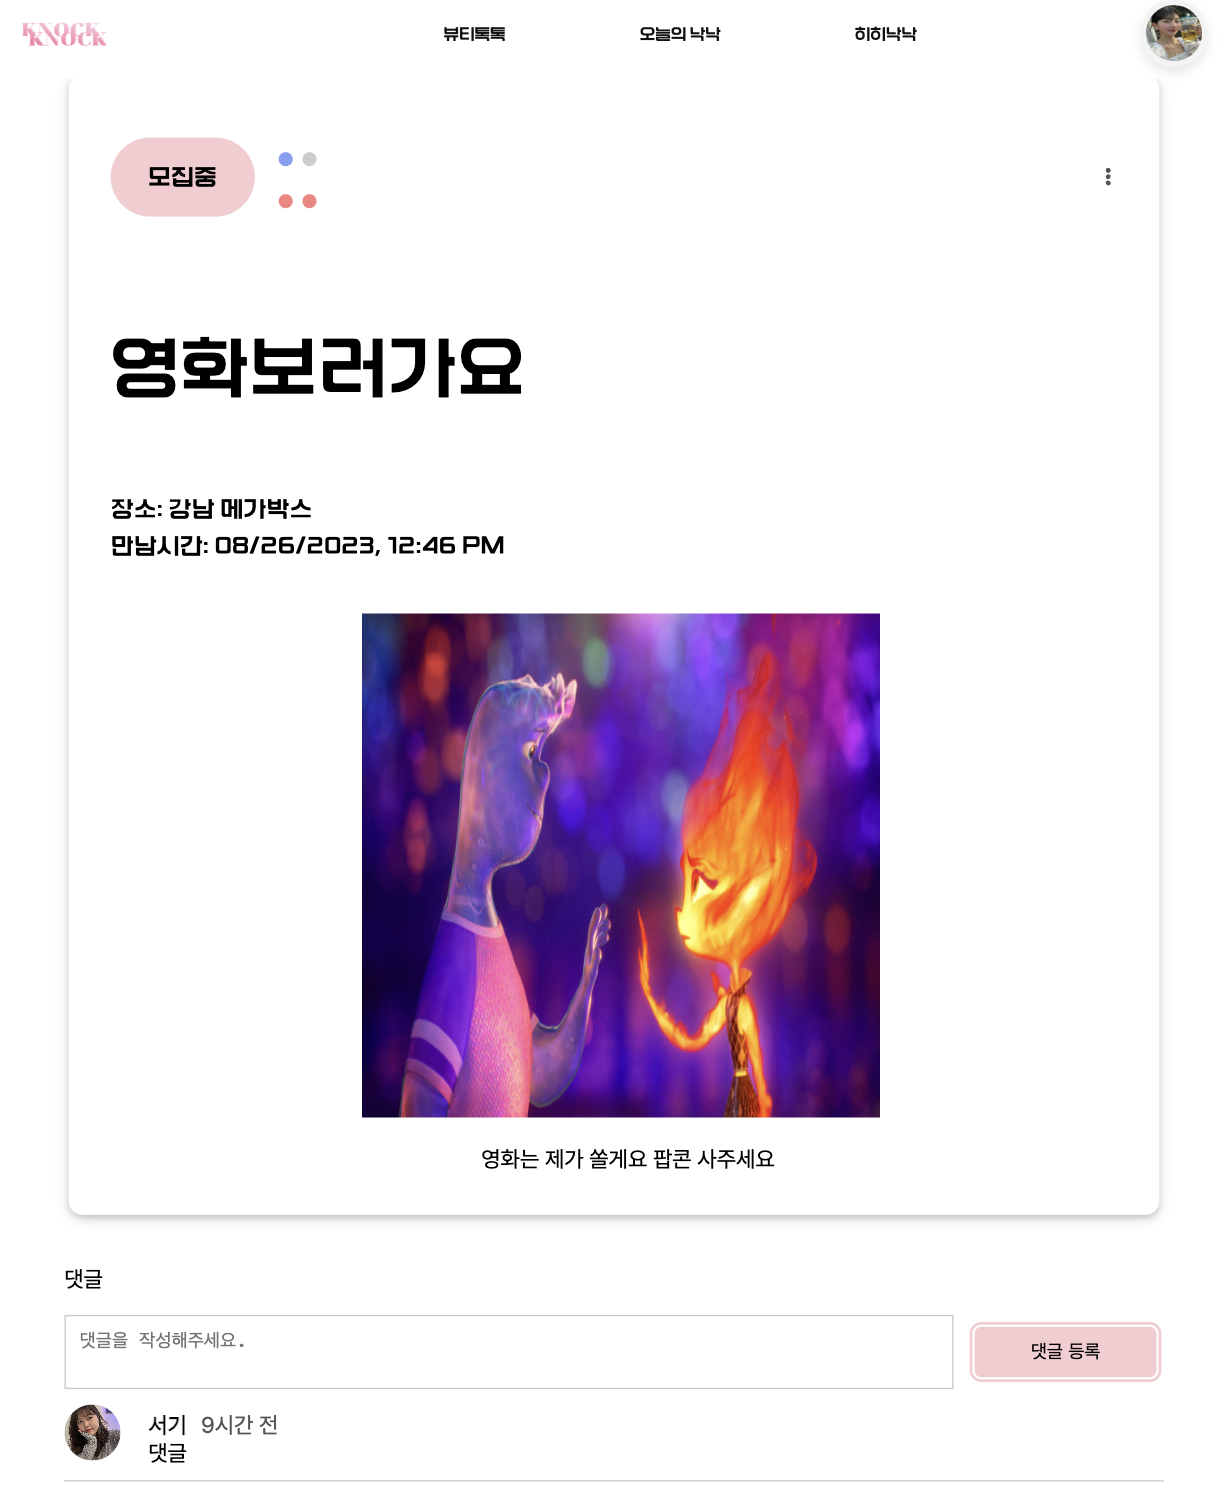 KNOCK
KNOCK
뷰티톡톡
오늘의 낙낙
히히낙낙
모집중
영화보러가요
장소: 강남 메가박스
만남시간: 08/26/2023, 12:46 PM
영화는 제가 쏠게요 팝콘 사주세요
댓글
댓글을 작성해주세요.
댓글 등록
서기 9시간 전
댓글